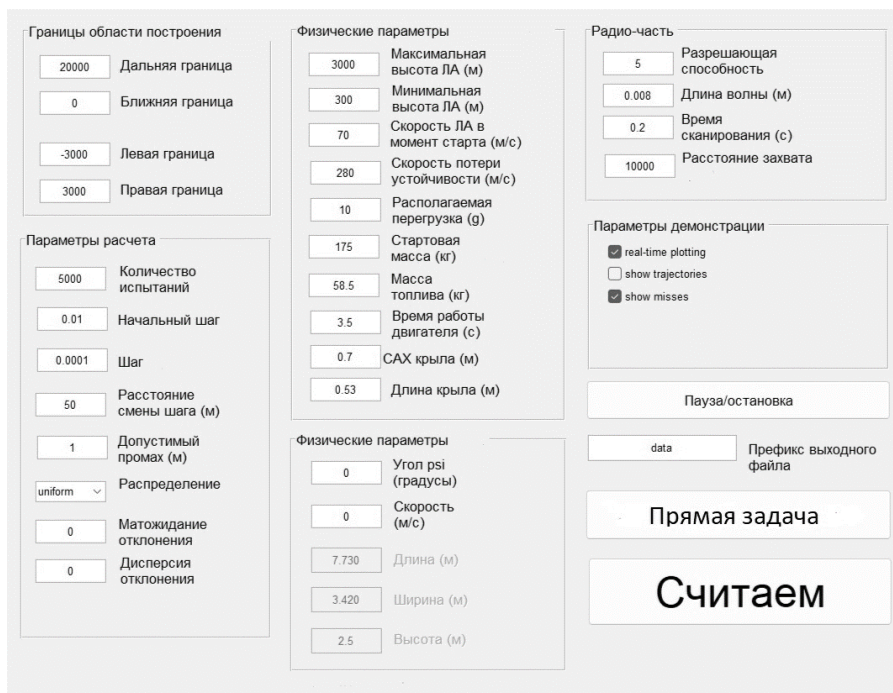 Границы области построения
20000 Дальняя граница
0 Ближняя граница
-3000 Левая граница
3000 Правая граница
Параметры расчета
5000 Количество
испытаний
0.01 Начальный шаг
0.0001 Шаг
50 Расстояние
смены шага (м)
1 Допустимый
промах (м)
uniform Распределение
0 Матожидание
отклонения
0 Дисперсия
отклонения
Физические параметры
3000 Максимальная
высота ЛА (м)
300 Минимальная
высота ЛА (м)
70 Скорость ЛА в
момент старта (м/с)
280 Скорость потери
устойчивости (м/с)
10 Располагаемая
перегрузка (g)
175 Стартовая
масса (кг)
58.5 Масса
топлива (кг)
3.5 Время работы
двигателя (с)
0.7 САХ крыла (м)
0.53 Длина крыла (м)
Физические параметры
0 Угол psi
(градусы)
0 Скорость
(м/с)
7.730 Длина (м)
3.420 Ширина (м)
2.5 Высота (м)
Радио-часть
5 Разрешающая
способность
0.008 Длина волны (м)
0.2 Время
сканирования (с)
10000 Расстояние захвата
Параметры демонстрации
real-time plotting
show trajectories
show misses
Пауза/остановка
data Префикс выходного
файла
Прямая задача
Считаем